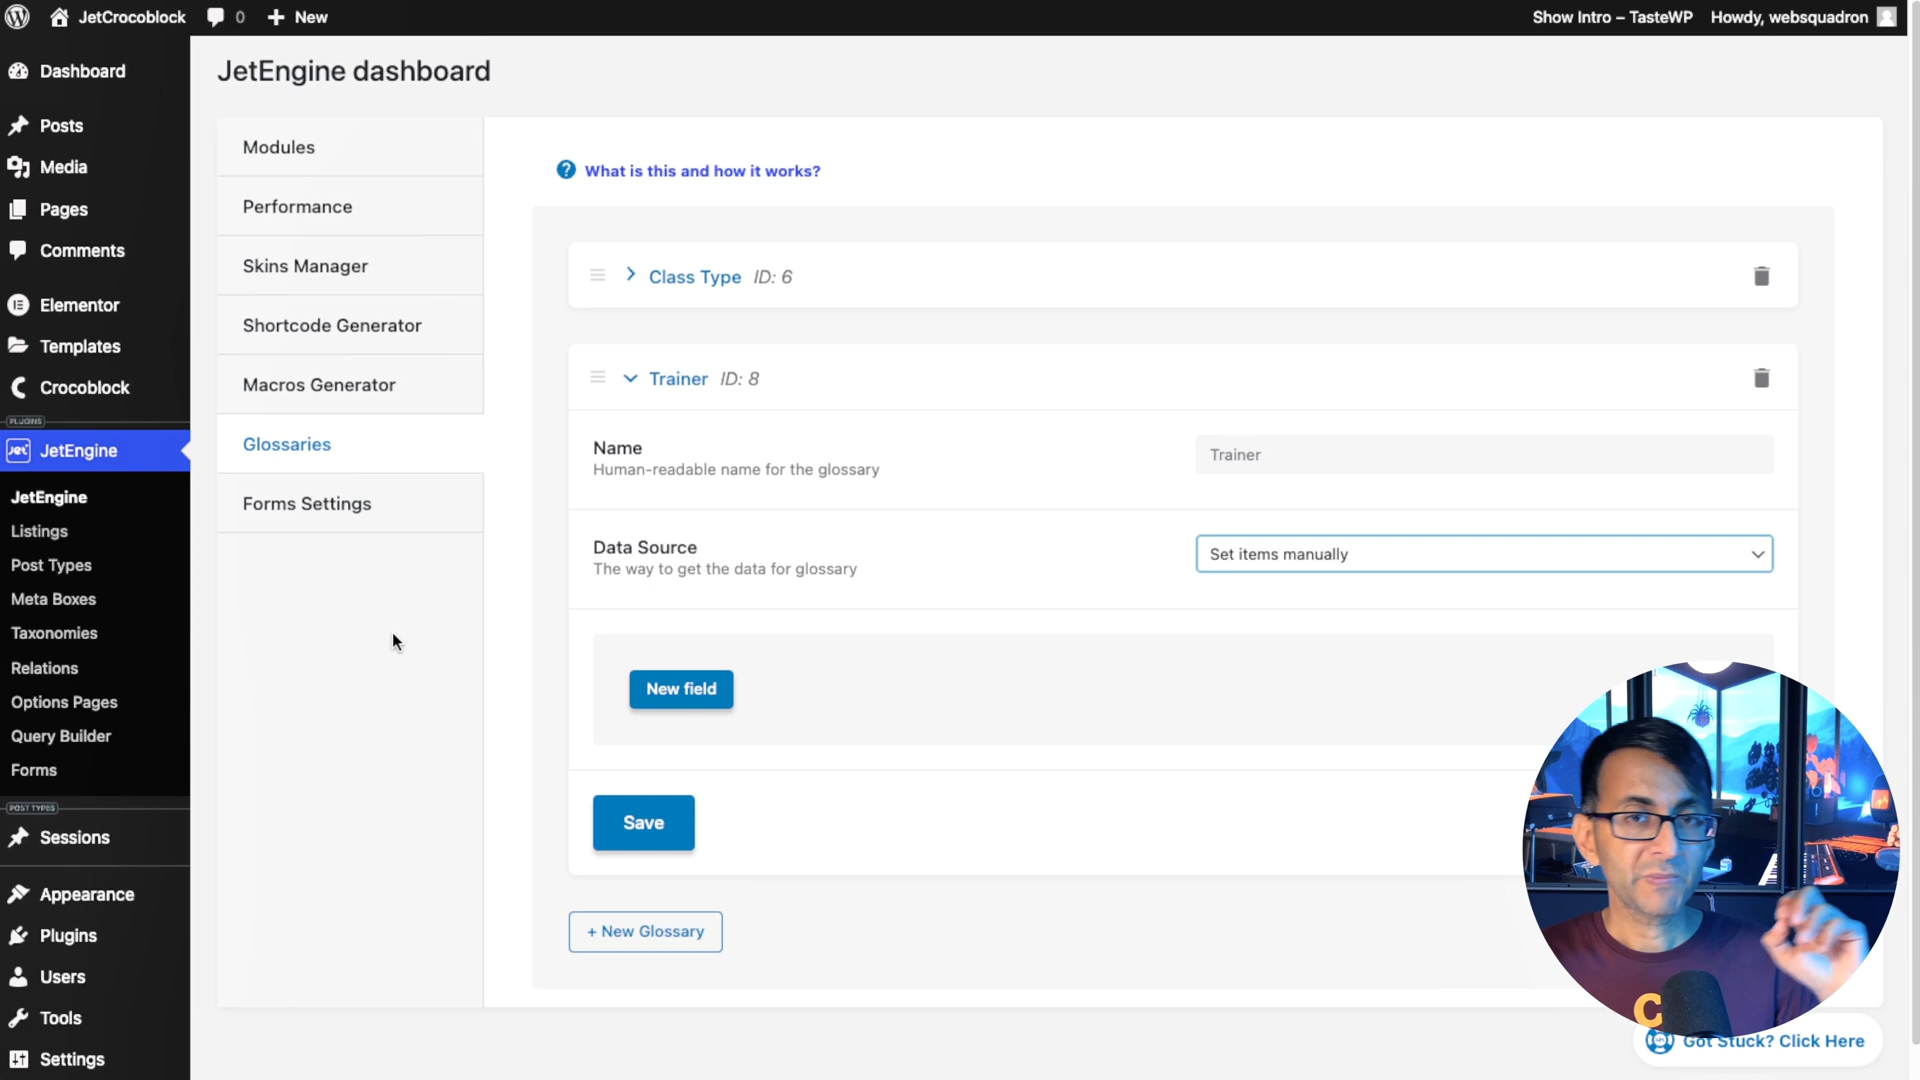 JetCrocoblock
0
New
Show Intro – TasteWP
Howdy, websquadron
Dashboard
Posts
Media
Pages
Comments
Elementor
Templates
Crocoblock
PLUGINS
Jet
JetEngine
JetEngine
Listings
Post Types
Meta Boxes
Taxonomies
Relations
Options Pages
Query Builder
Forms
POST TYPES
Sessions
Appearance
Plugins
Users
Tools
Settings
JetEngine dashboard
Modules
Performance
Skins Manager
Shortcode Generator
Macros Generator
Glossaries
Forms Settings
? What is this and how it works?
Class Type ID: 6
Trainer ID: 8
Name
Human-readable name for the glossary
Trainer
Data Source
The way to get the data for glossary
Set items manually
New field
Save
+ New Glossary
C
Got Stuck? Click Here